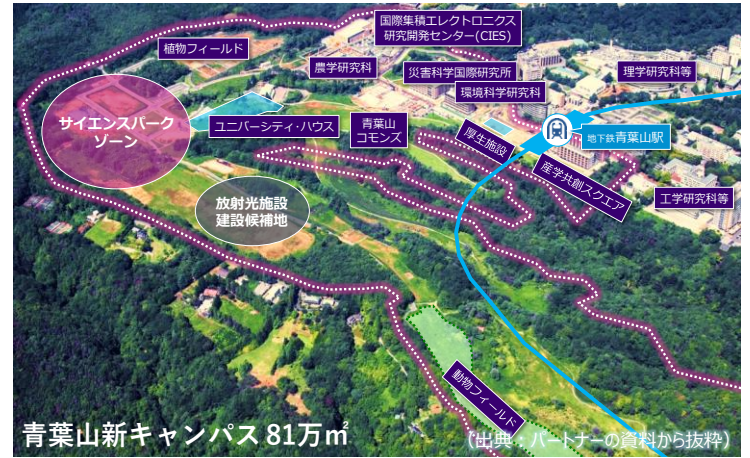 国際集積エレクトロニクス
研究開発センター(CIES)
植物フィールド
農学研究科
災害科学国際研究所
理学研究科等
環境科学研究科
サイエンスパーク
ゾーン
ユニバーシティ・ハウス
青葉山
コモンズ
厚生施設
地下鉄青葉山駅
産学共創スクエア
工学研究科等
放射光施設
建設候補地
動物フィールド
青葉山新キャンパス 81万㎡
(出典：パートナーの資料から抜粋)